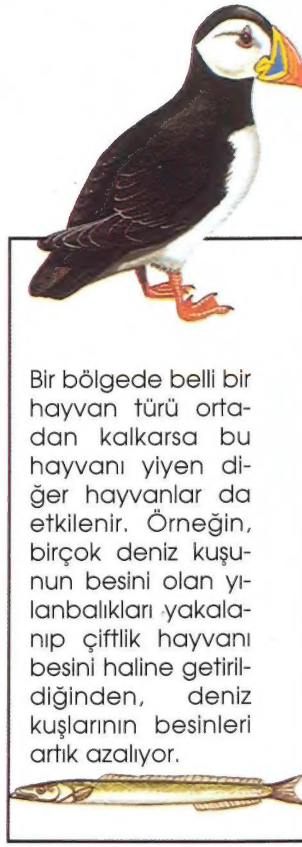 Bir bölgede belli bir
hayvan türü orta-
dan kalkarsa bu
hayvanı yiyen di-
ğer hayvanlar da
etkilenir. Örneğin,
birçok deniz kuşu-
nun besini olan yı-
lanbalıkları yakala-
nıp çiftlik hayvanı
besini haline getiril-
diğinden, deniz
kuşlarının besinleri
artık azalıyor.